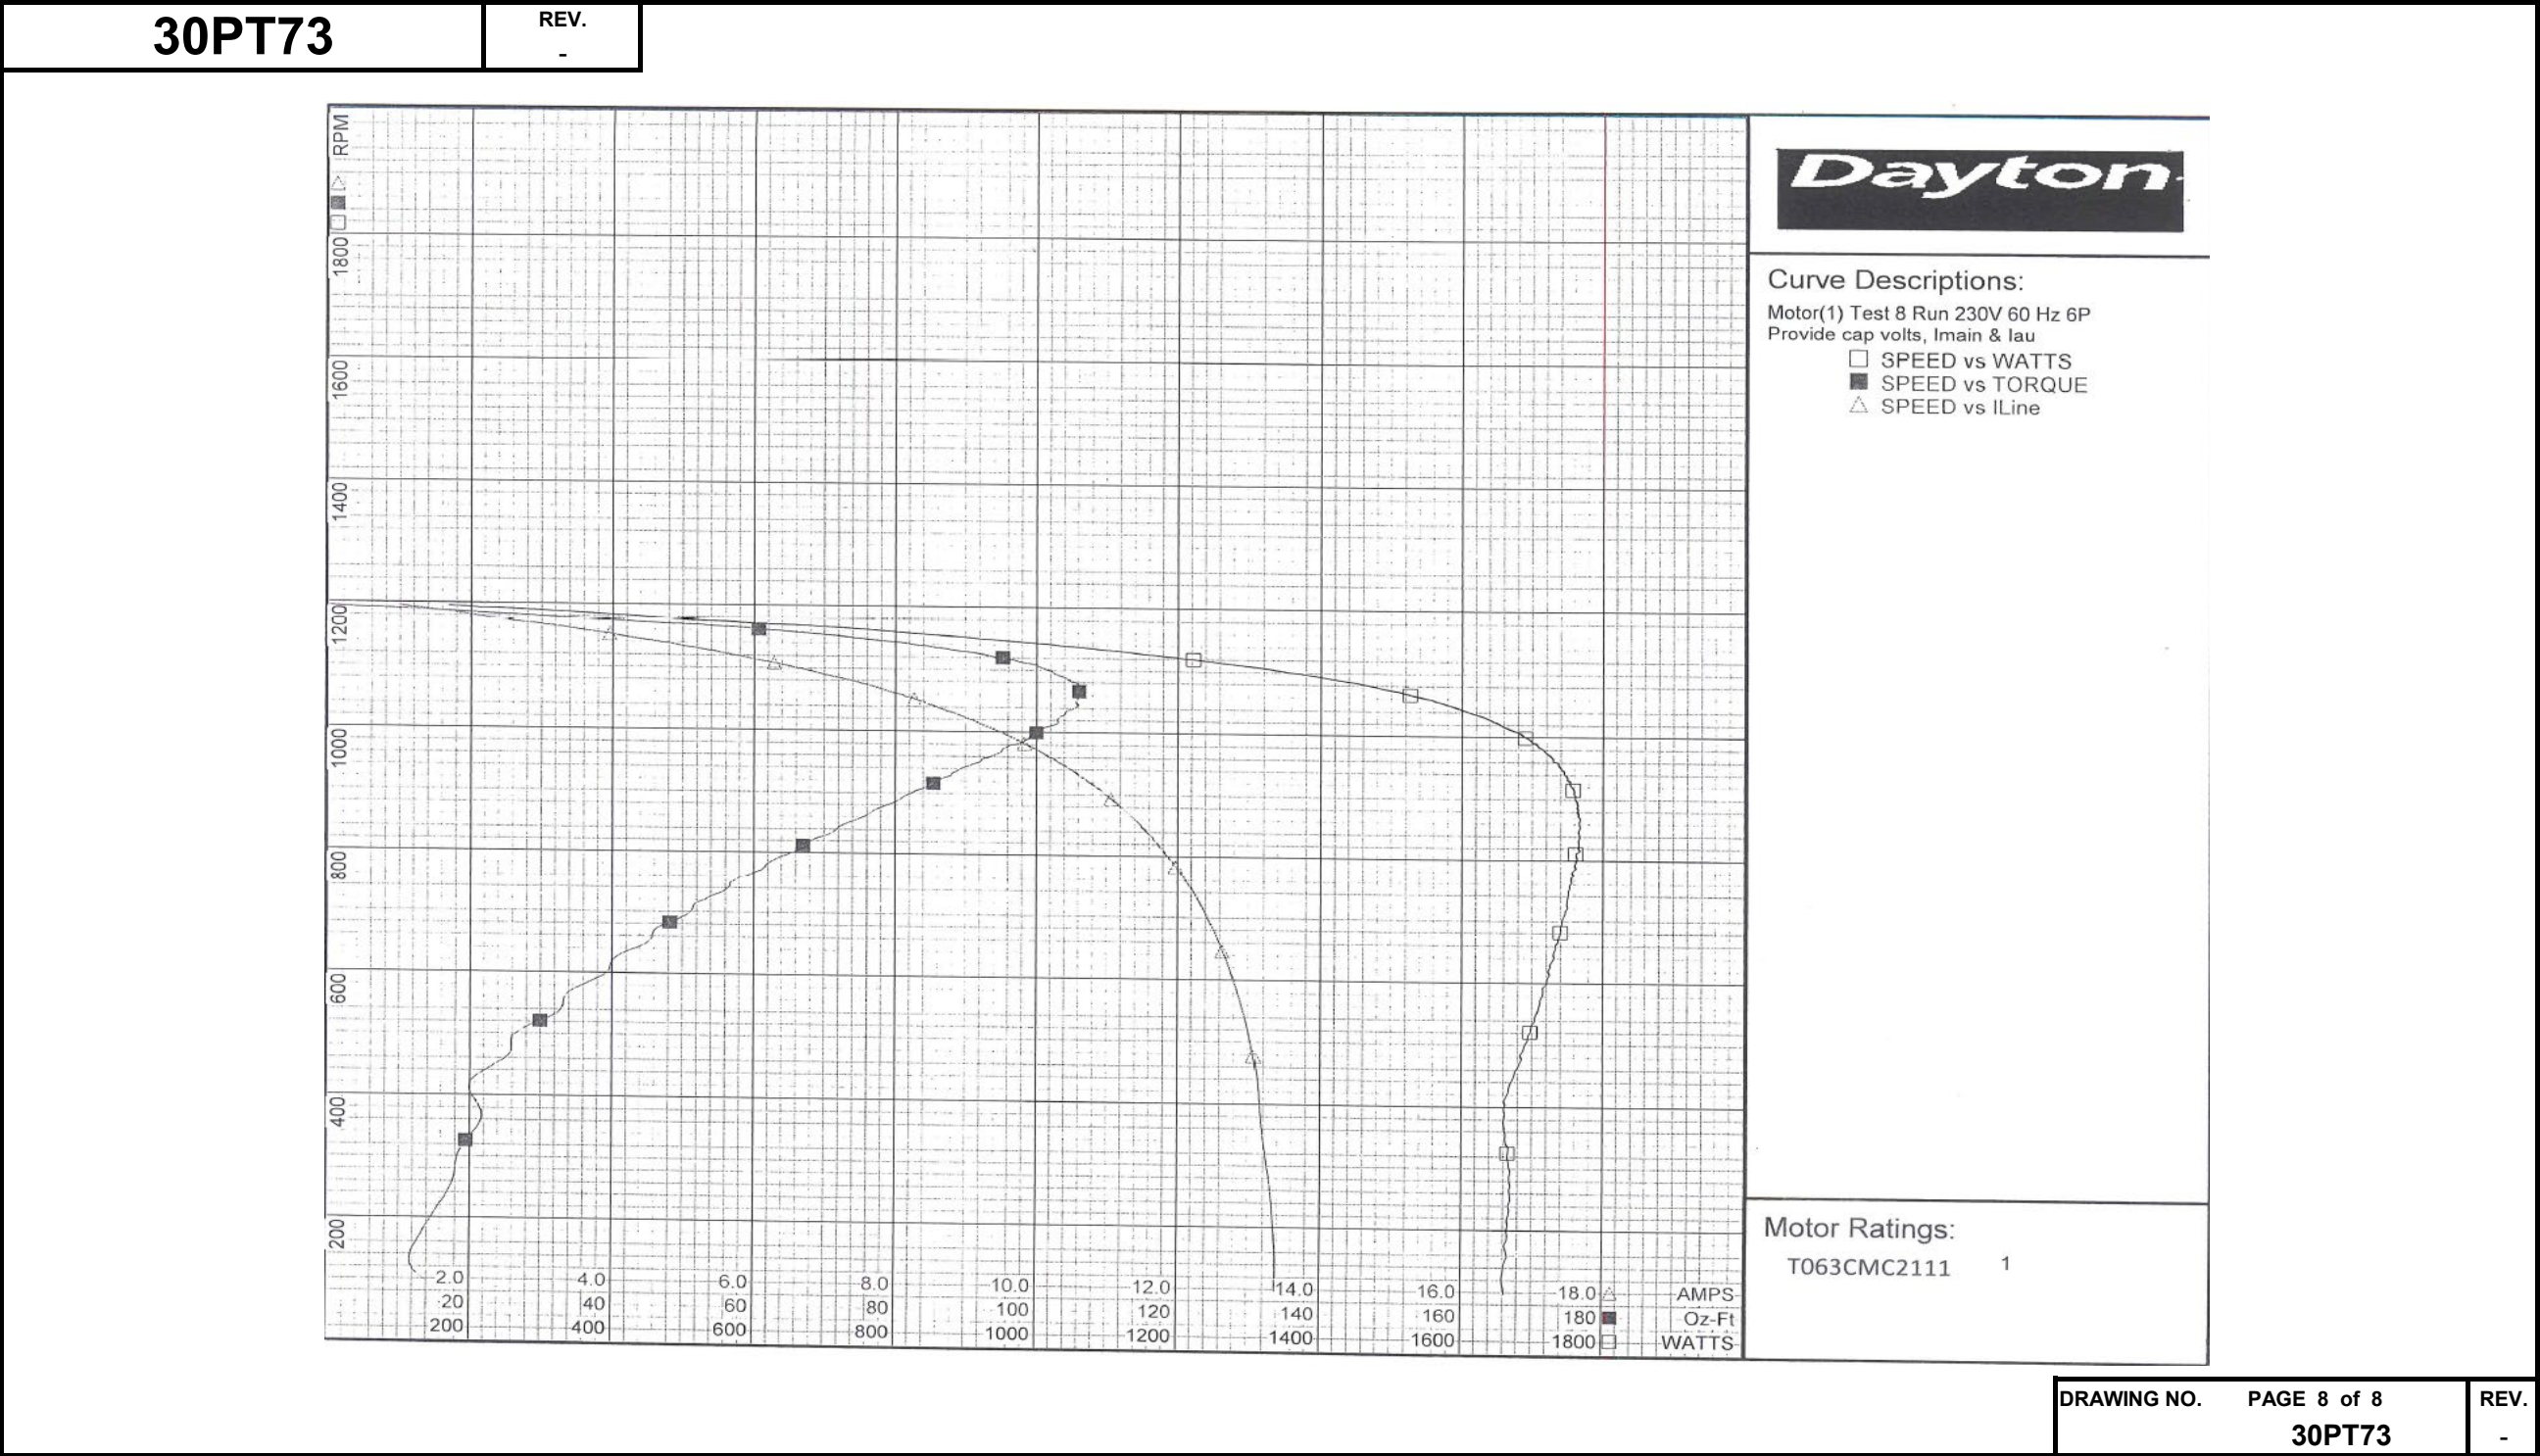 30PT73
REV.
-
RPM
1800
1600
1400
1200
1000
800
600
400
200
2.0 4.0 6.0 8.0 10.0 12.0 14.0 16.0 18.0 AMPS
20 40 60 80 100 120 140 160 180 Oz-Ft
200 400 600 800 1000 1200 1400 1600 1800 WATTS
Dayton
Curve Descriptions:
Motor(1) Test 8 Run 230V 60 Hz 6P
Provide cap volts, Imain & Iau
SPEED vs WATTS
SPEED vs TORQUE
SPEED vs ILine
Motor Ratings:
T063CMC2111 1
DRAWING NO. PAGE 8 of 8 REV.
30PT73 -